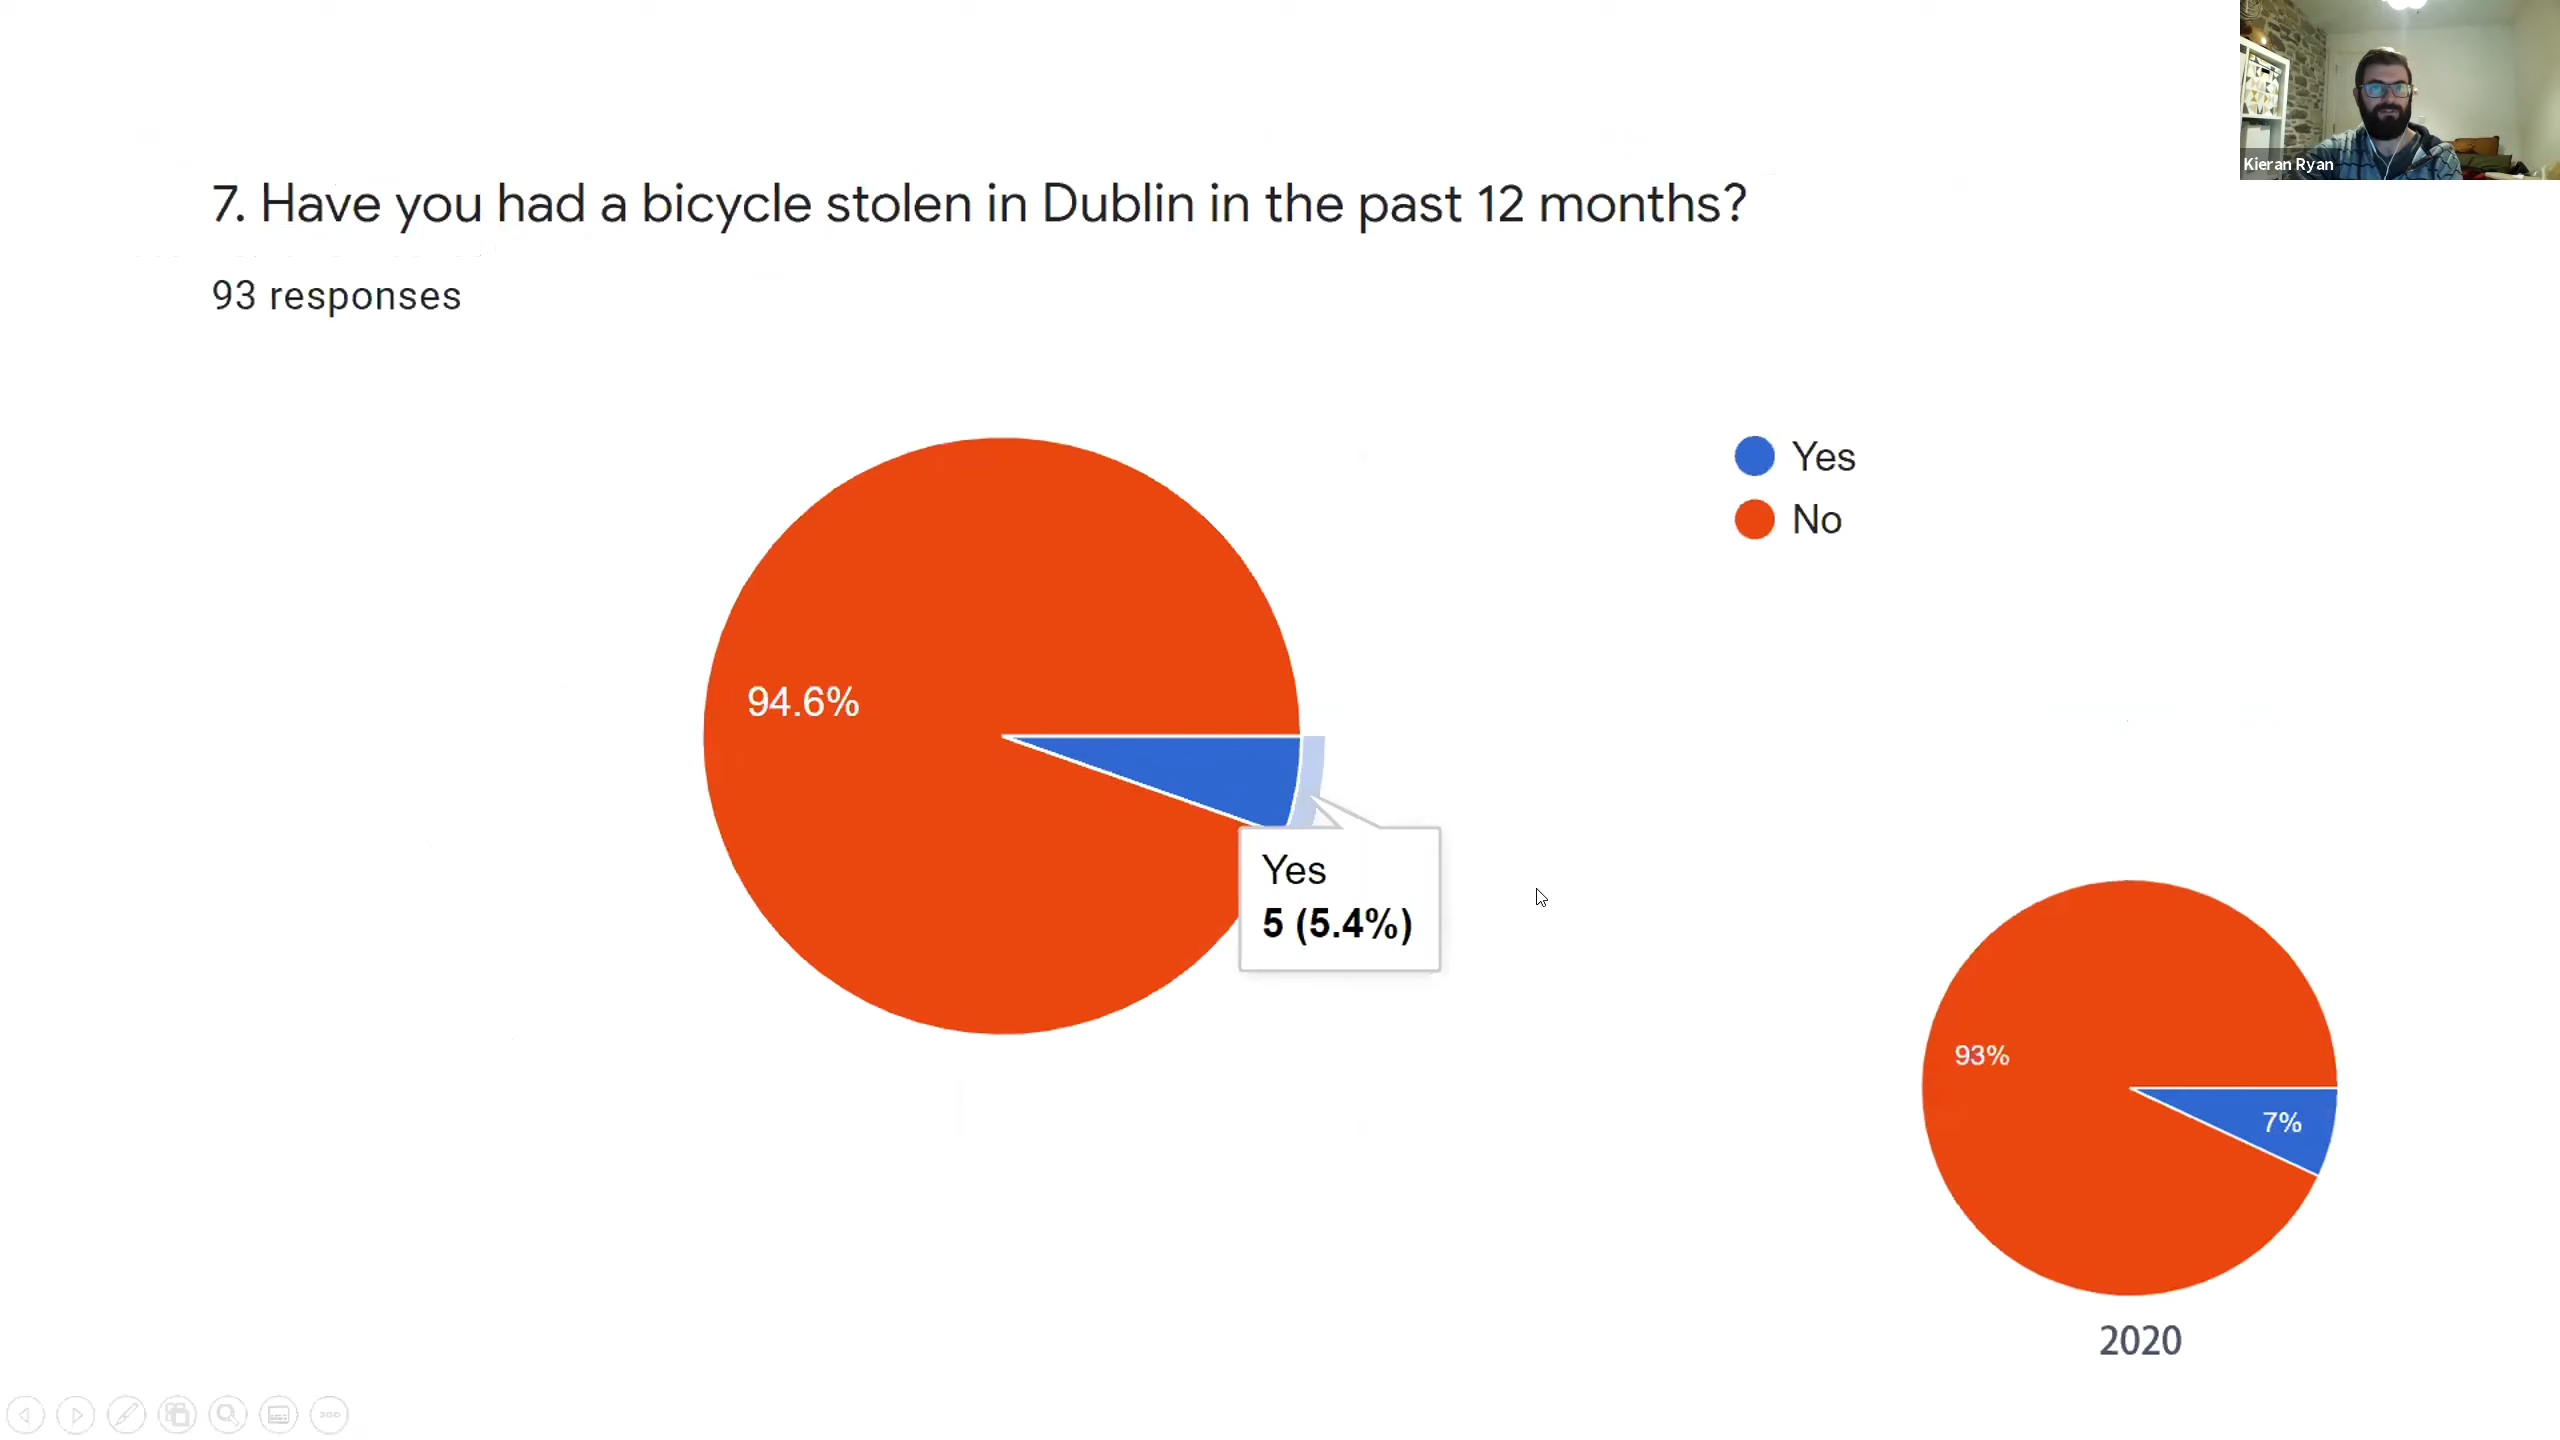 Kieran Ryan
7. Have you had a bicycle stolen in Dublin in the past 12 months?
93 responses
Yes
No
94.6%
Yes
5 (5.4%)
93%
7%
2020